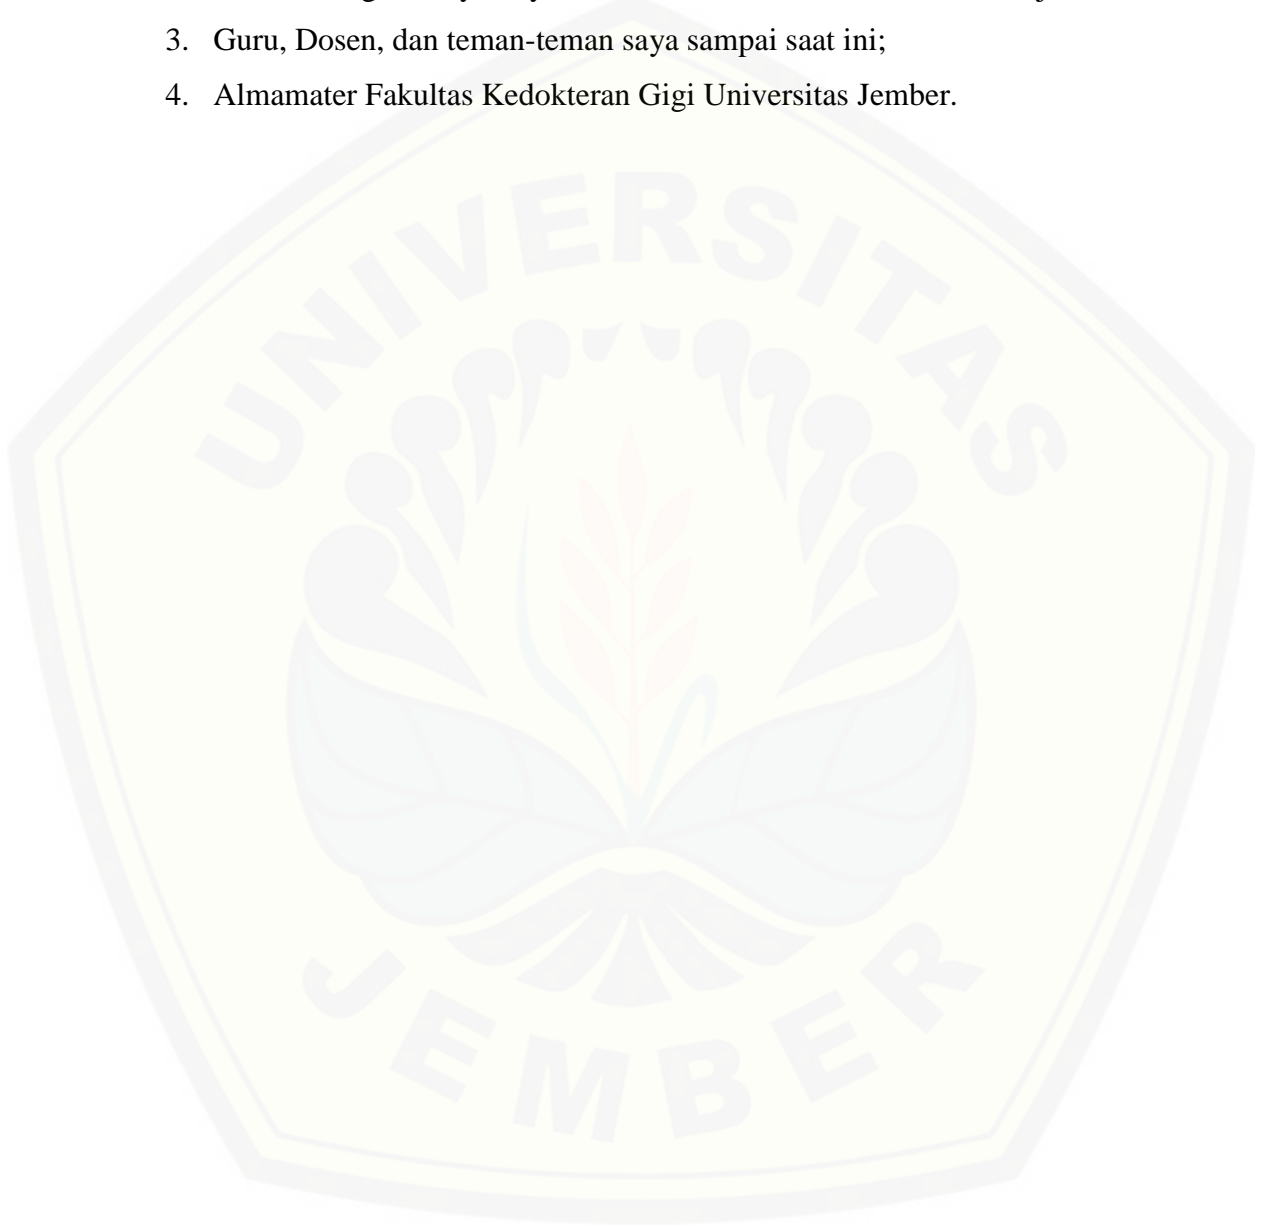 3. Guru, Dosen, dan teman-teman saya sampai saat ini;
4. Almamater Fakultas Kedokteran Gigi Universitas Jember.
UNIVERSITAS
JEMBER